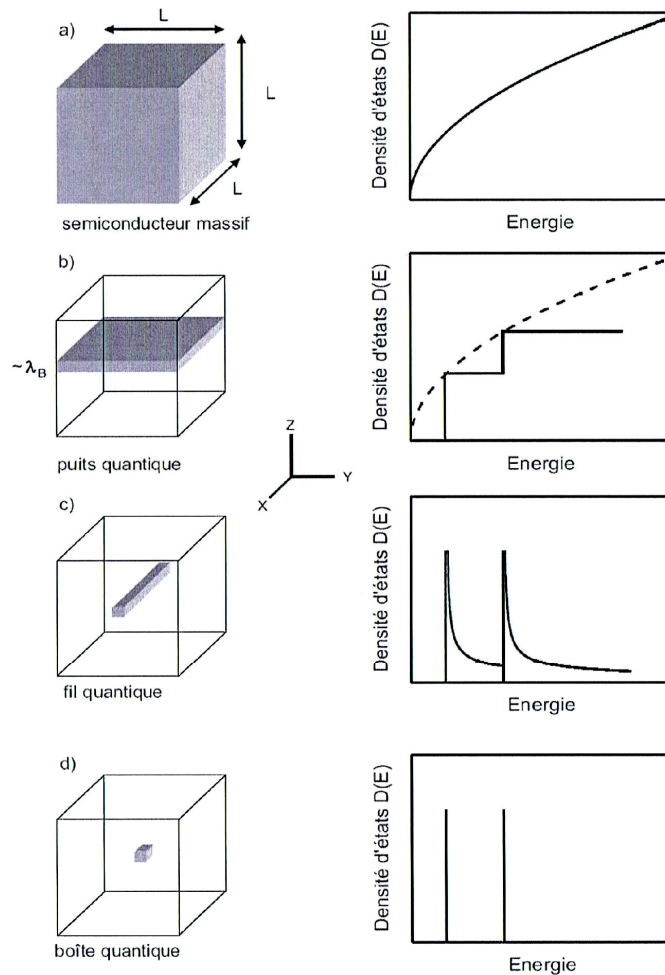 a)
L
L
L
semiconducteur massif
Densité d'états D(E)
Energie
b)
~ λB
puits quantique
Densité d'états D(E)
Energie
Z
Y
X
c)
fil quantique
Densité d'états D(E)
Energie
d)
boîte quantique
Densité d'états D(E)
Energie